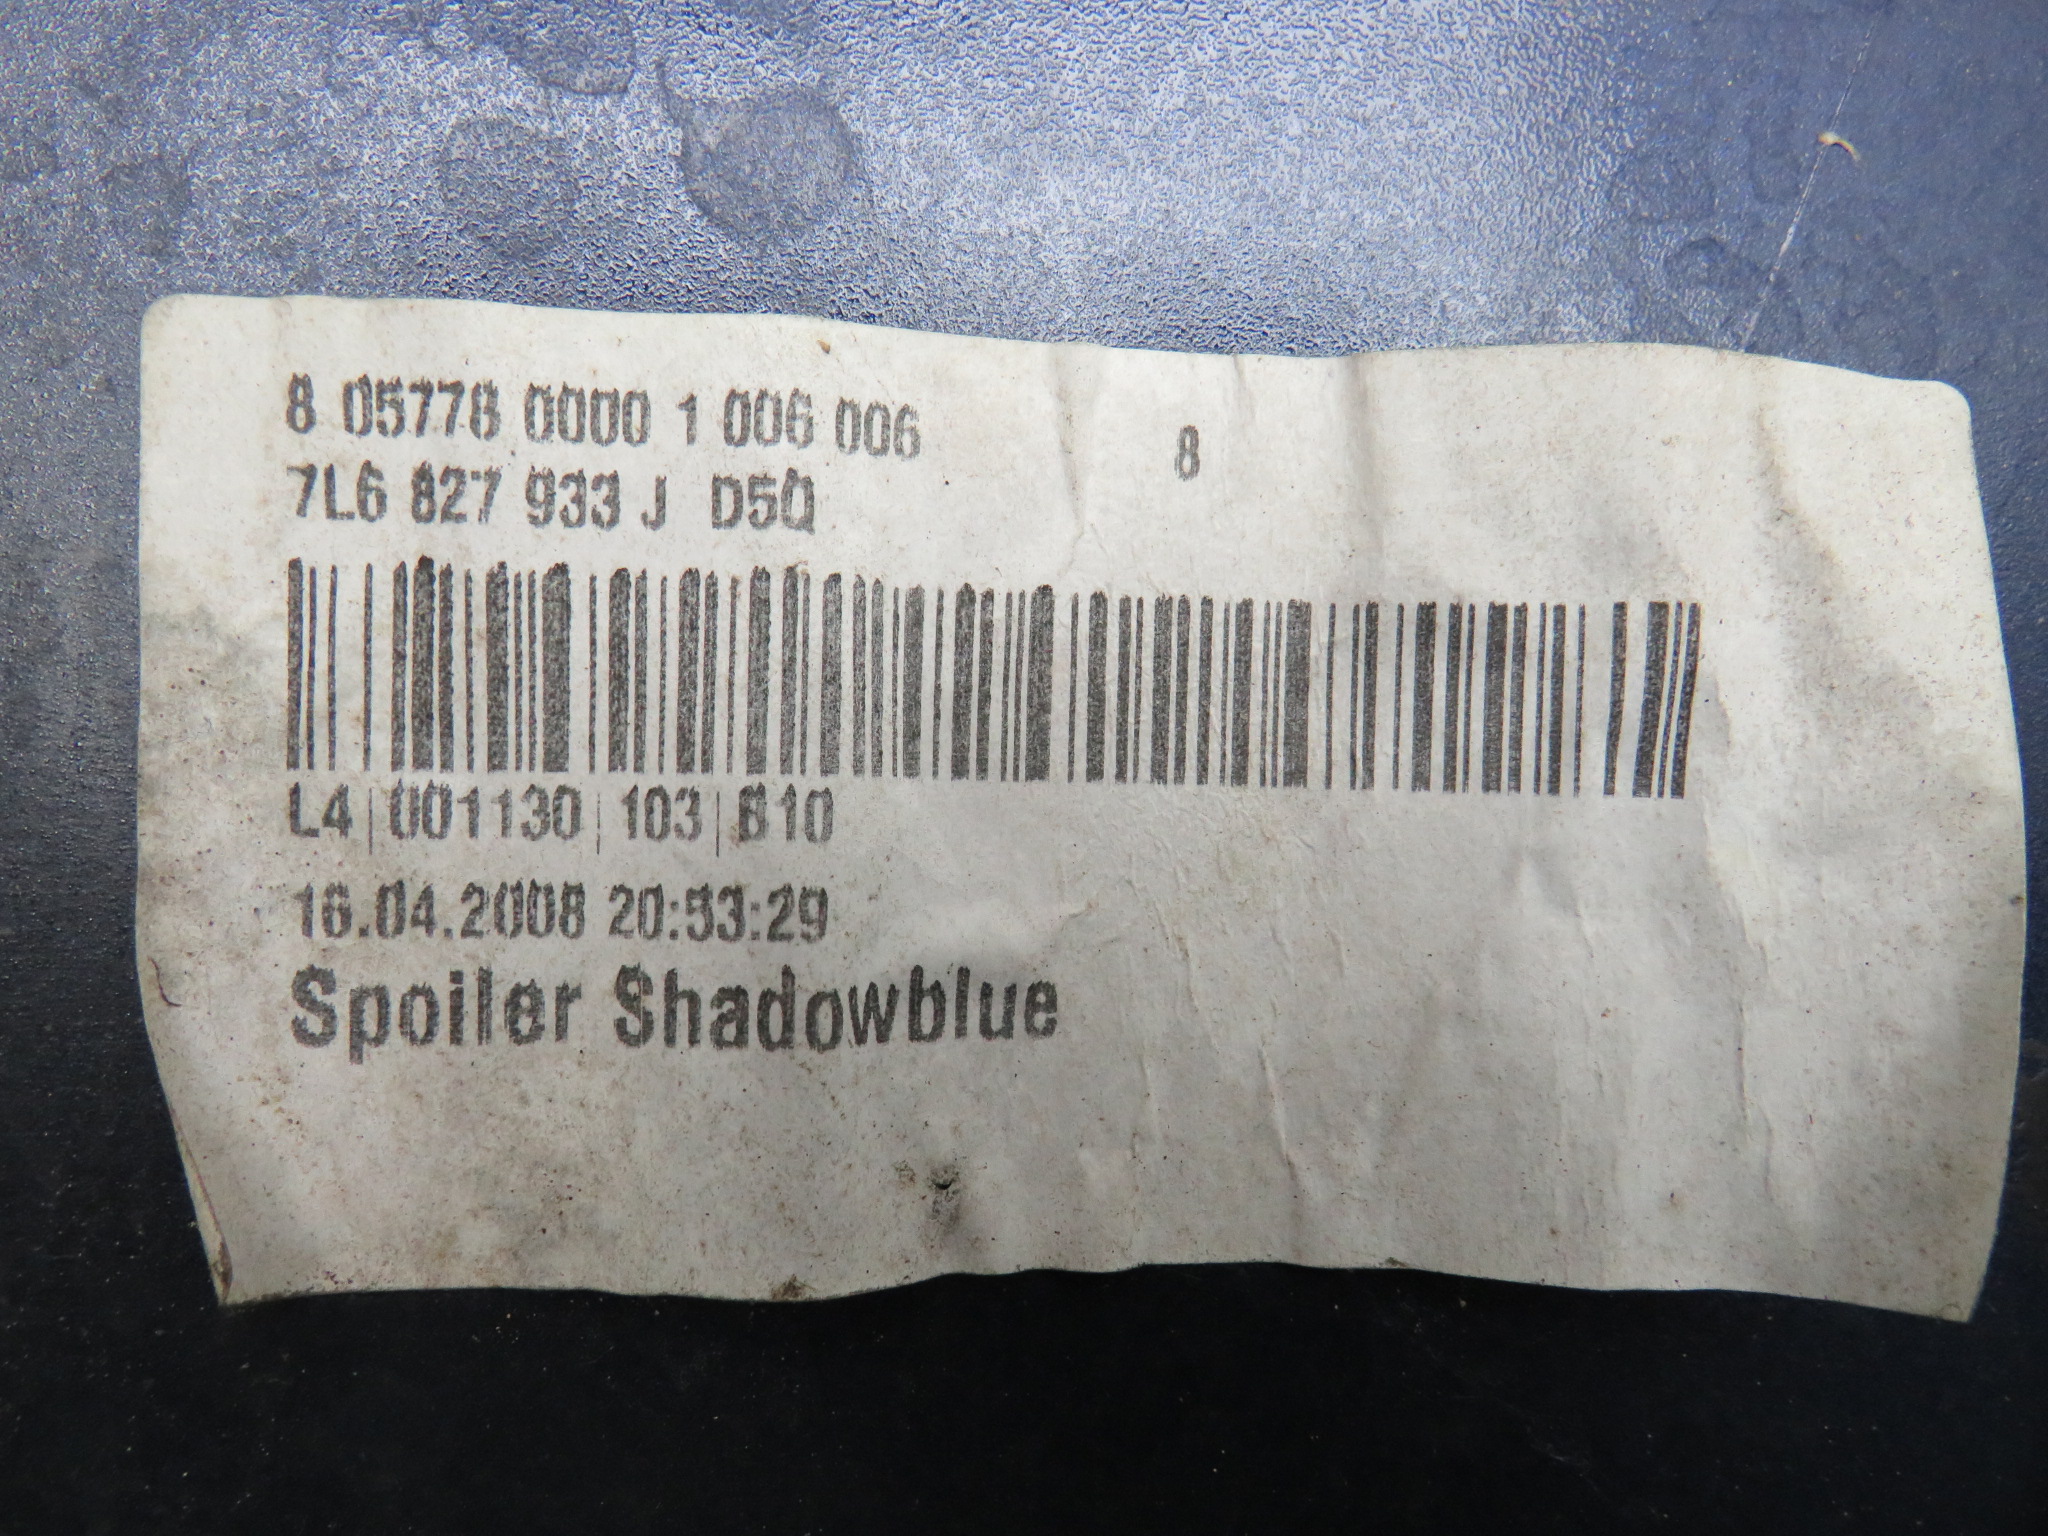 8 05778 0000 1 006 006 8
7L6 827 933 J D5Q
L4|001130|103|B10
16.04.2008 20:53:29
Spoiler Shadowblue